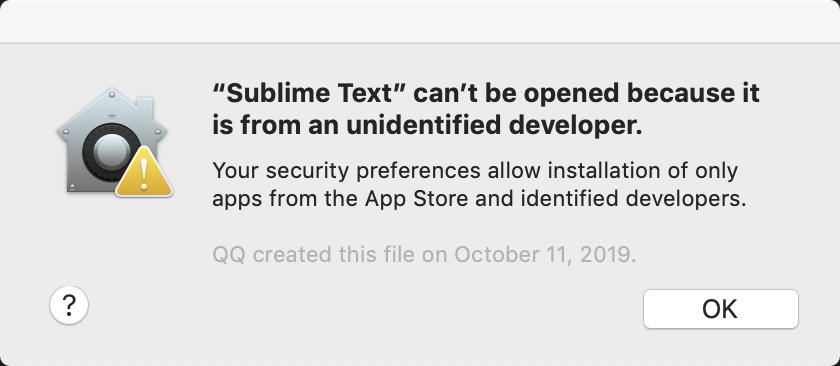 “Sublime Text” can’t be opened because it
is from an unidentified developer.
Your security preferences allow installation of only
apps from the App Store and identified developers.
QQ created this file on October 11, 2019.
?
OK